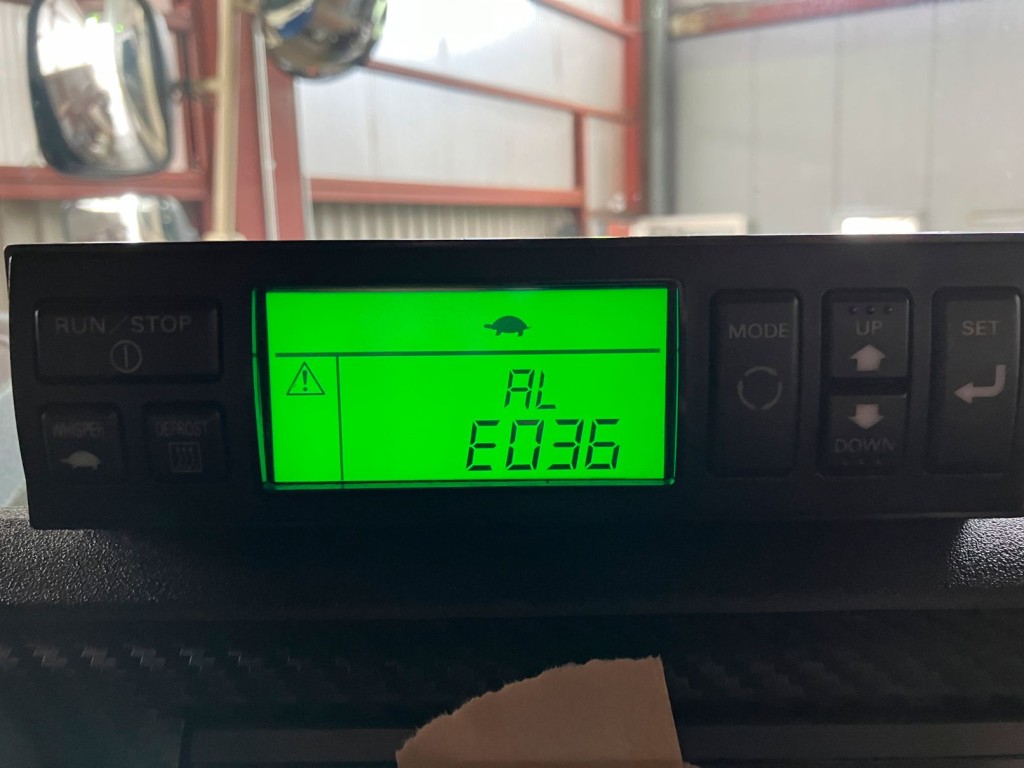 RUN/STOP
WHISPER
DEFROST
AL
E036
MODE
UP
DOWN
SET